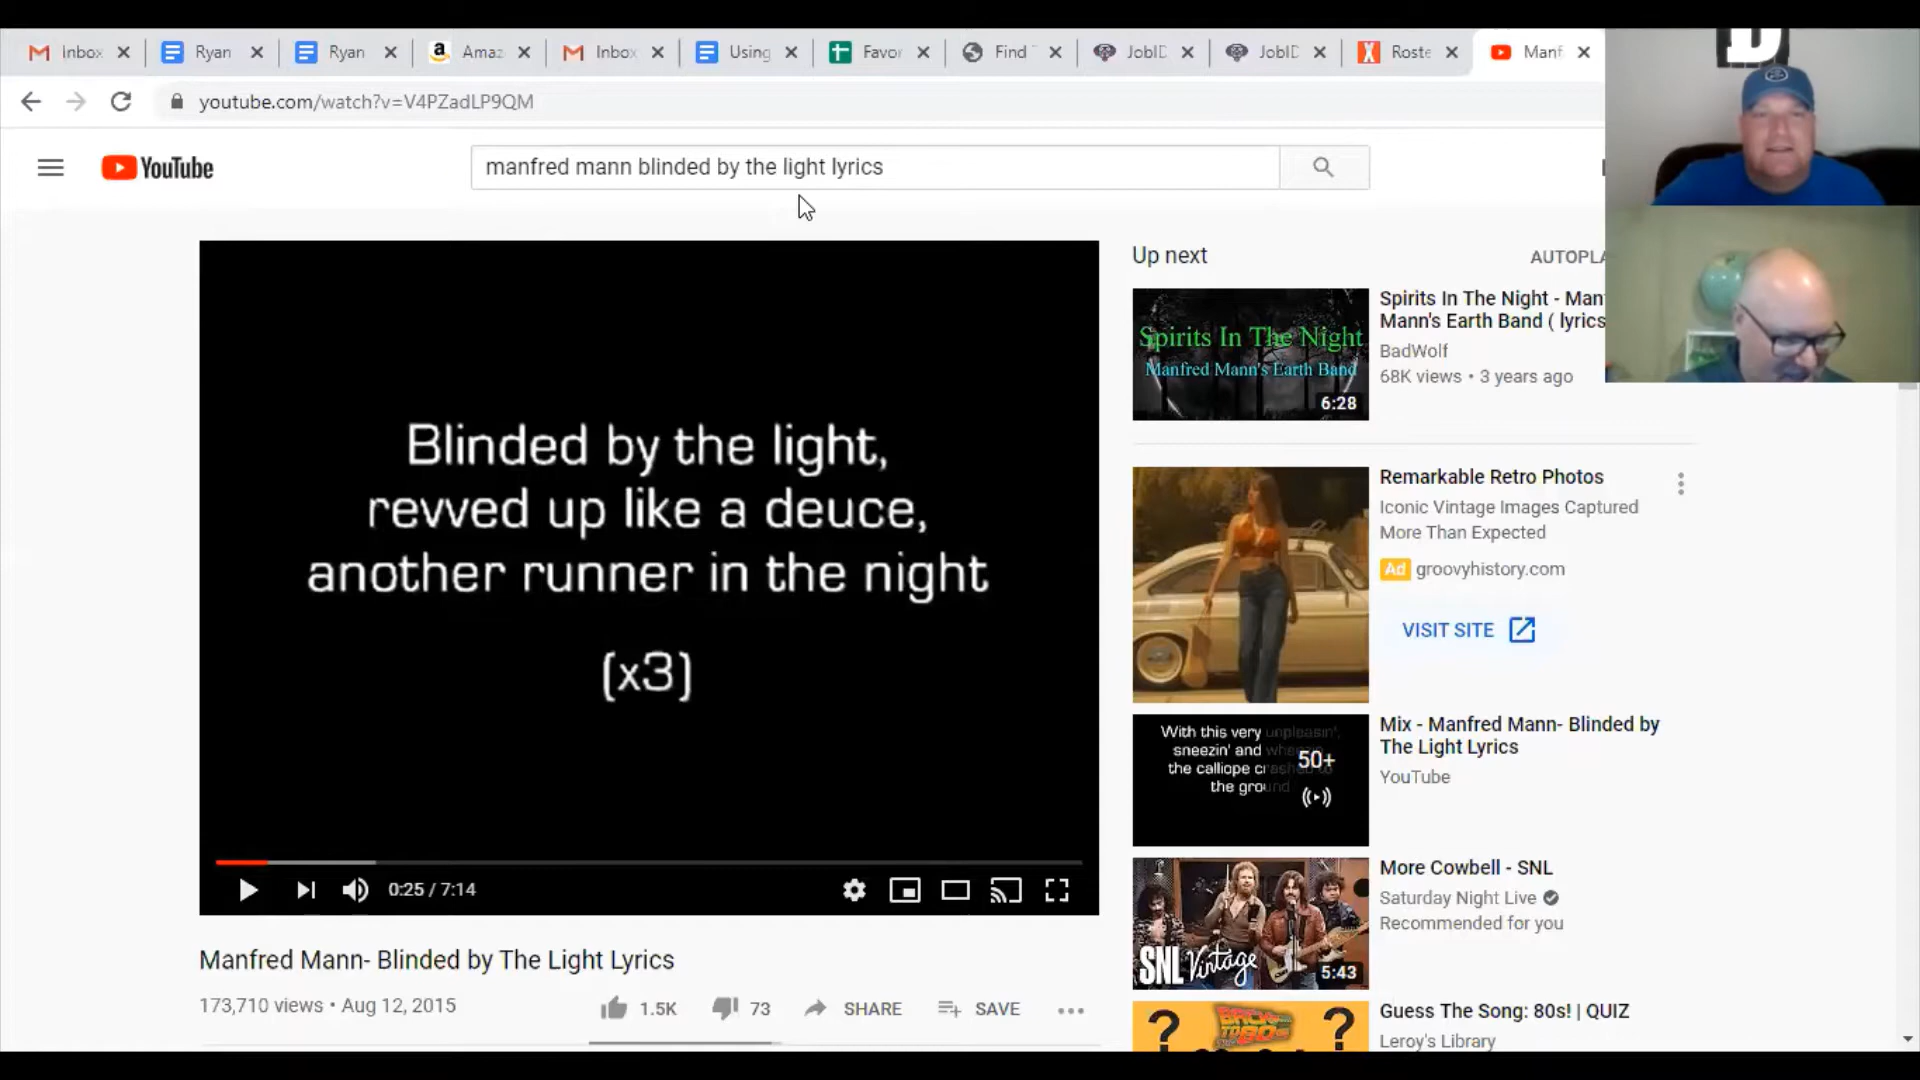 Inbox
Ryan
Ryan
Amaz
Inbox
Using
Favor
Find
JobID
JobID
Roste
Manf
youtube.com/watch?v=V4PZadLP9QM
YouTube
manfred mann blinded by the light lyrics
Blinded by the light,
revved up like a deuce,
another runner in the night
(x3)
0:25 / 7:14
Manfred Mann- Blinded by The Light Lyrics
173,710 views • Aug 12, 2015
1.5K
73
SHARE
SAVE
Up next
AUTOPLA
Spirits In The Night
Manfred Mann's Earth Band
6:28
Spirits In The Night - Man
Mann's Earth Band ( lyrics
BadWolf
68K views • 3 years ago
Remarkable Retro Photos
Iconic Vintage Images Captured
More Than Expected
Ad groovyhistory.com
VISIT SITE
With this very unpleasin',
sneezin' and
the calliope crashed to
the ground
50+
Mix - Manfred Mann- Blinded by
The Light Lyrics
YouTube
SNL Vintage
5:43
More Cowbell - SNL
Saturday Night Live
Recommended for you
? BACK ?
TO 80s
Guess The Song: 80s! | QUIZ
Leroy's Library